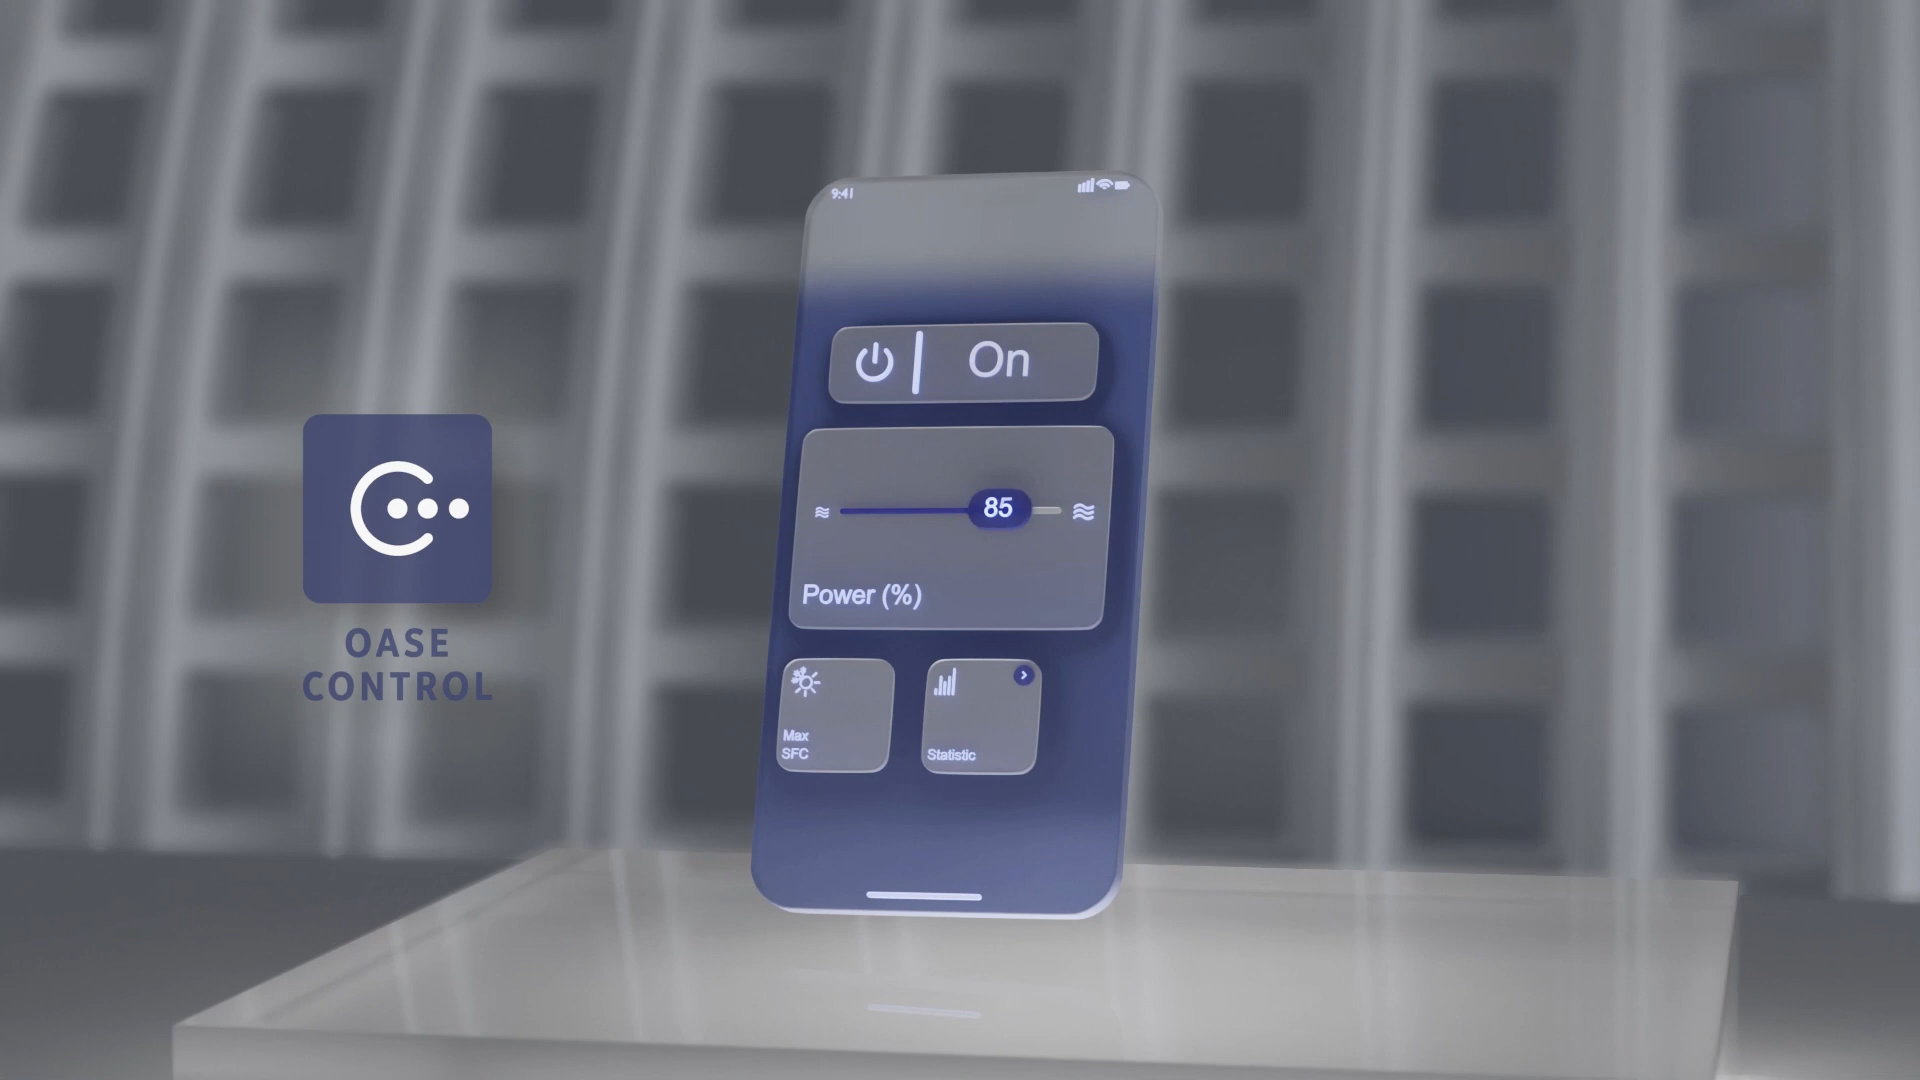 9:41
On
85
Power (%)
Max
SFC
Statistic
OASE
CONTROL